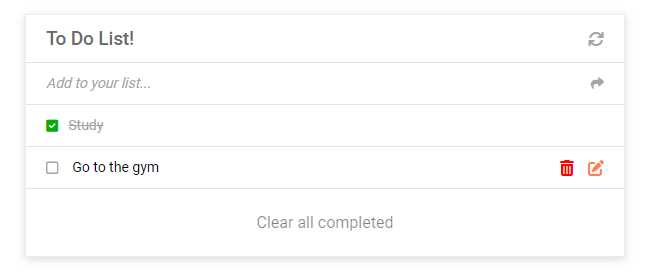 To Do List!
Add to your list...
Study
Go to the gym
Clear all completed